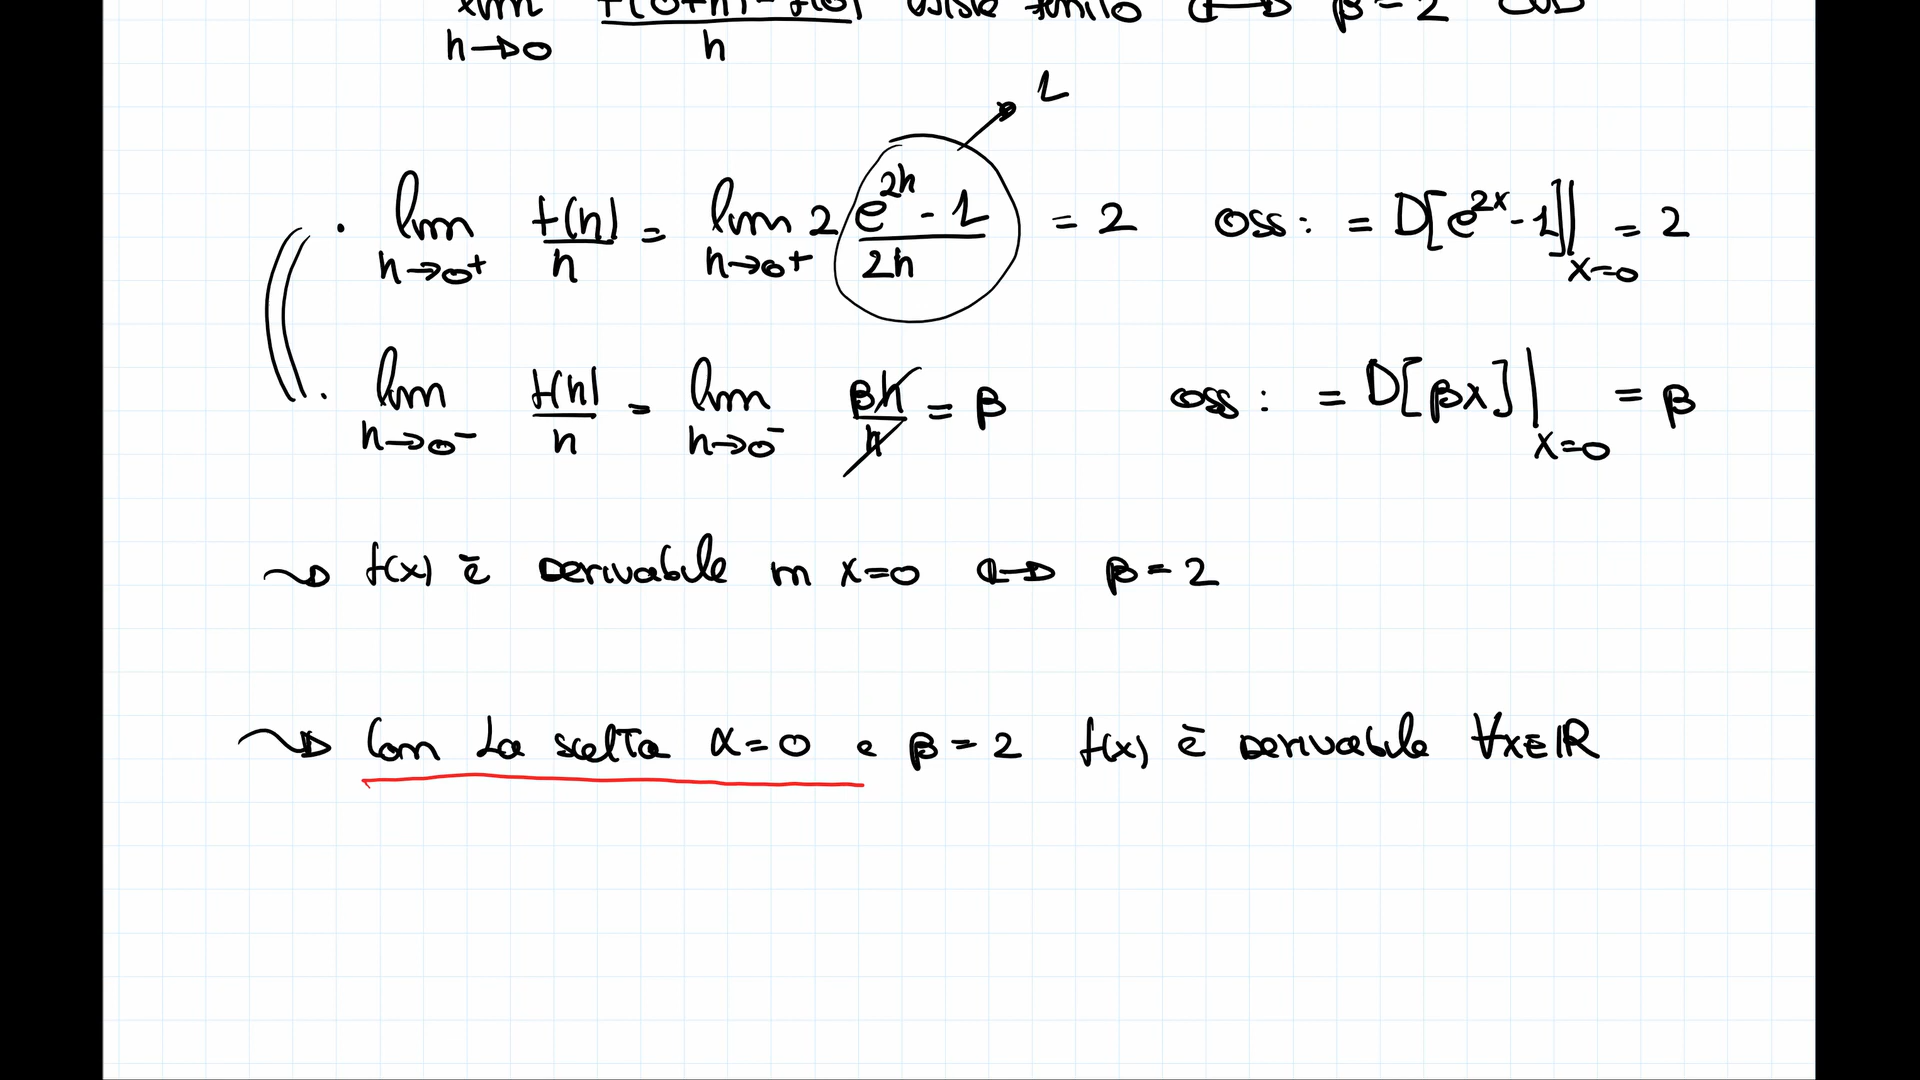 lim f(0+h)-f(0) esiste finito ⟷ β=2
h→0 h
1
· lim f(h)/h = lim 2 (e^{2h} - 1)/2h = 2 oss: = D[e^{2x} - 1]|x=0 = 2
h→0⁺ h→0⁺
· lim f(h)/h = lim βh/h = β oss: = D[βx]|x=0 = β
h→0⁻ h→0⁻
⇝ f(x) è derivabile in x=0 ⟷ β=2
⇝ Con la scelta α=0 e β=2 f(x) è derivabile ∀x∈ℝ